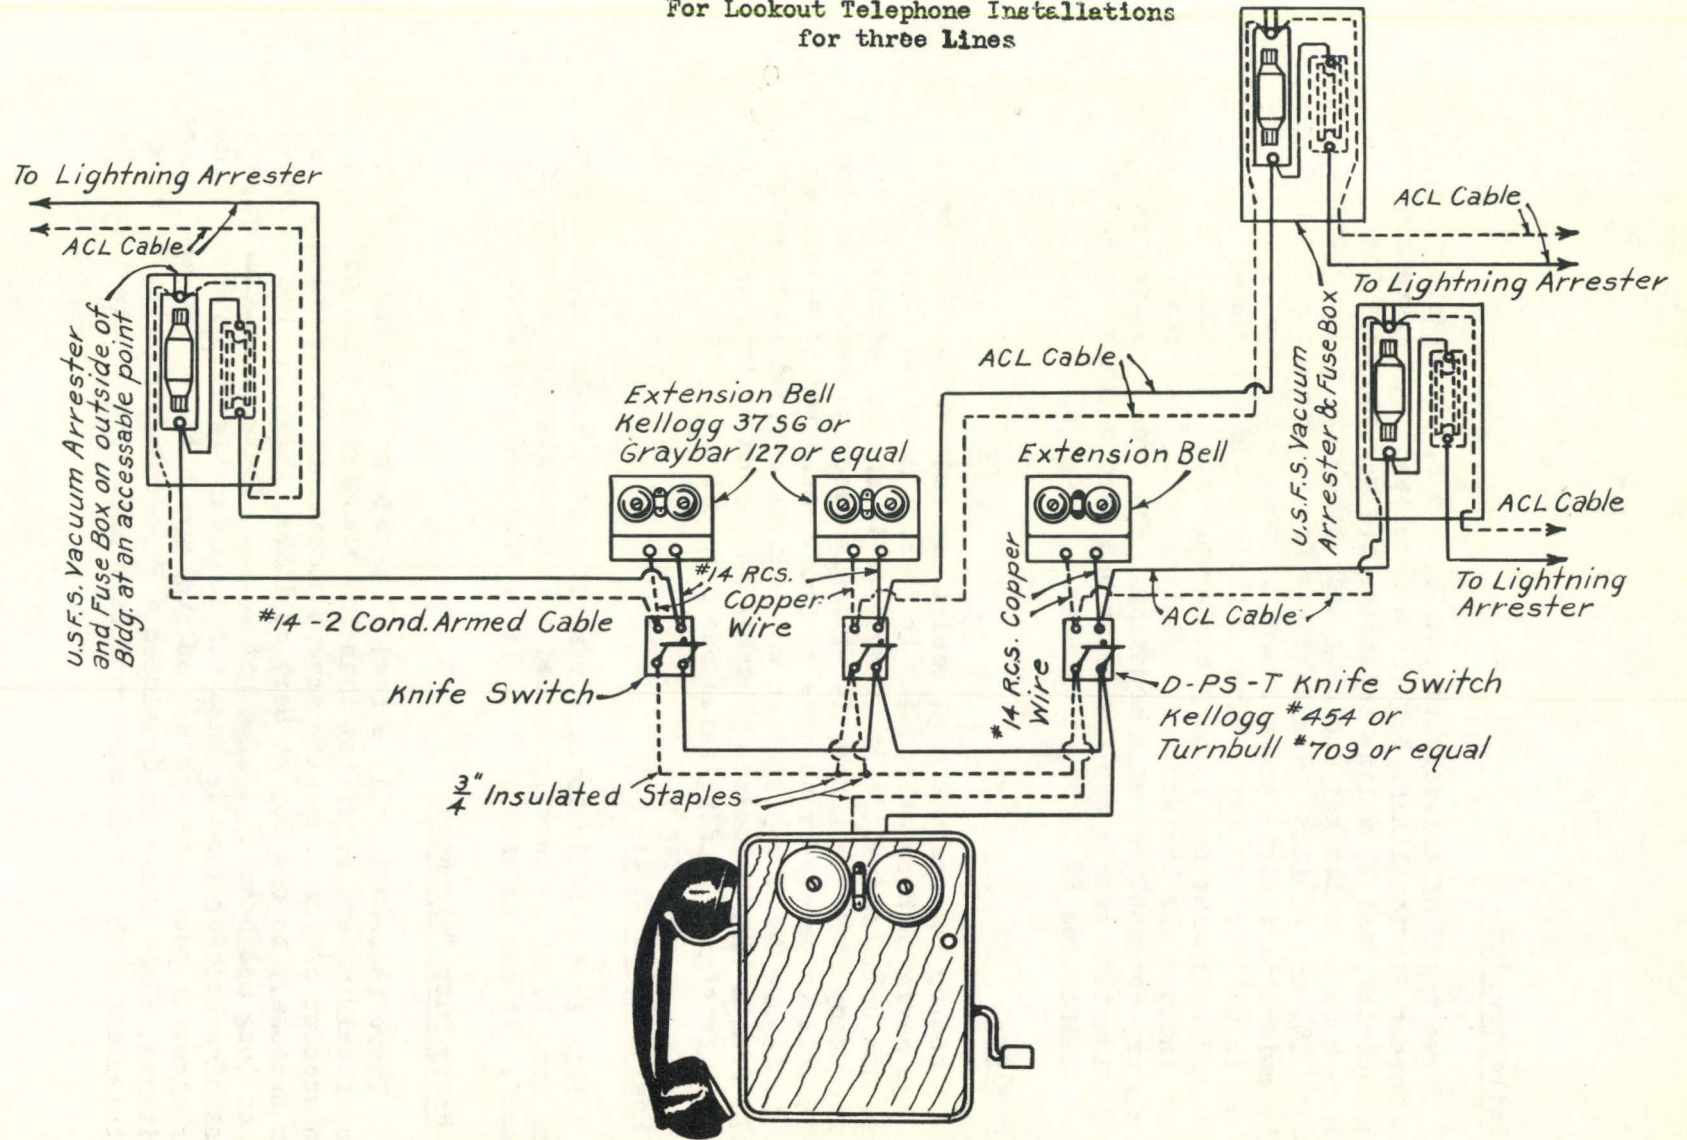 For Lookout Telephone Installations
for three Lines
To Lightning Arrester
ACL Cable
U.S.F.S. Vacuum Arrester
and Fuse Box on outside of
Bldg. at an accessable point
#14-2 Cond. Armed Cable
Extension Bell
Kellogg 37SG or
Graybar 127 or equal
#14 RCS.
Copper
Wire
Knife Switch
3/4" Insulated Staples
ACL Cable
Extension Bell
#14 R.C.S. Copper
Wire
ACL Cable
To Lightning Arrester
U.S.F.S. Vacuum
Arrester & Fuse Box
ACL Cable
To Lightning
Arrester
ACL Cable
D-PS-T Knife Switch
Kellogg #454 or
Turnbull #709 or equal